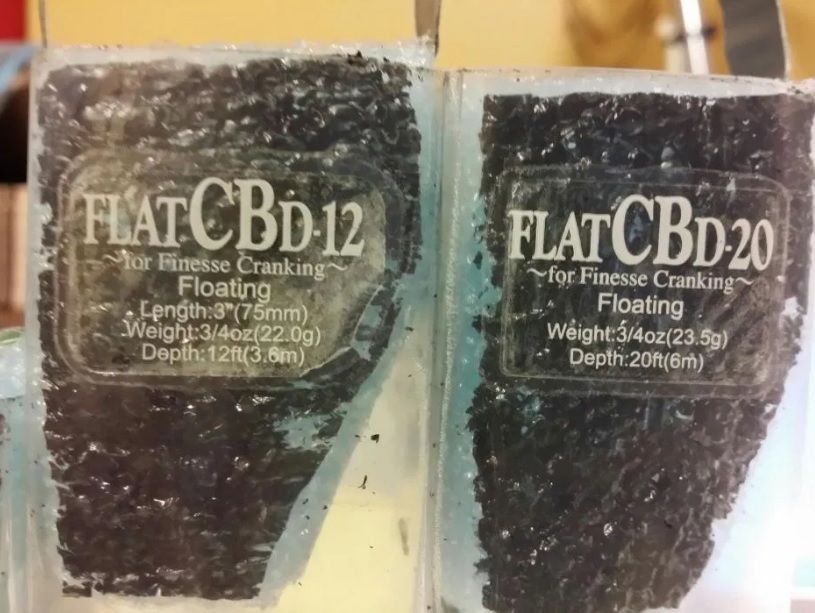 FLATCBD-12
~for Finesse Cranking~
Floating
Length:3"(75mm)
Weight:3/4oz(22.0g)
Depth:12ft(3.6m)
FLATCBD-20
~for Finesse Cranking~
Floating
Weight:3/4oz(23.5g)
Depth:20ft(6m)